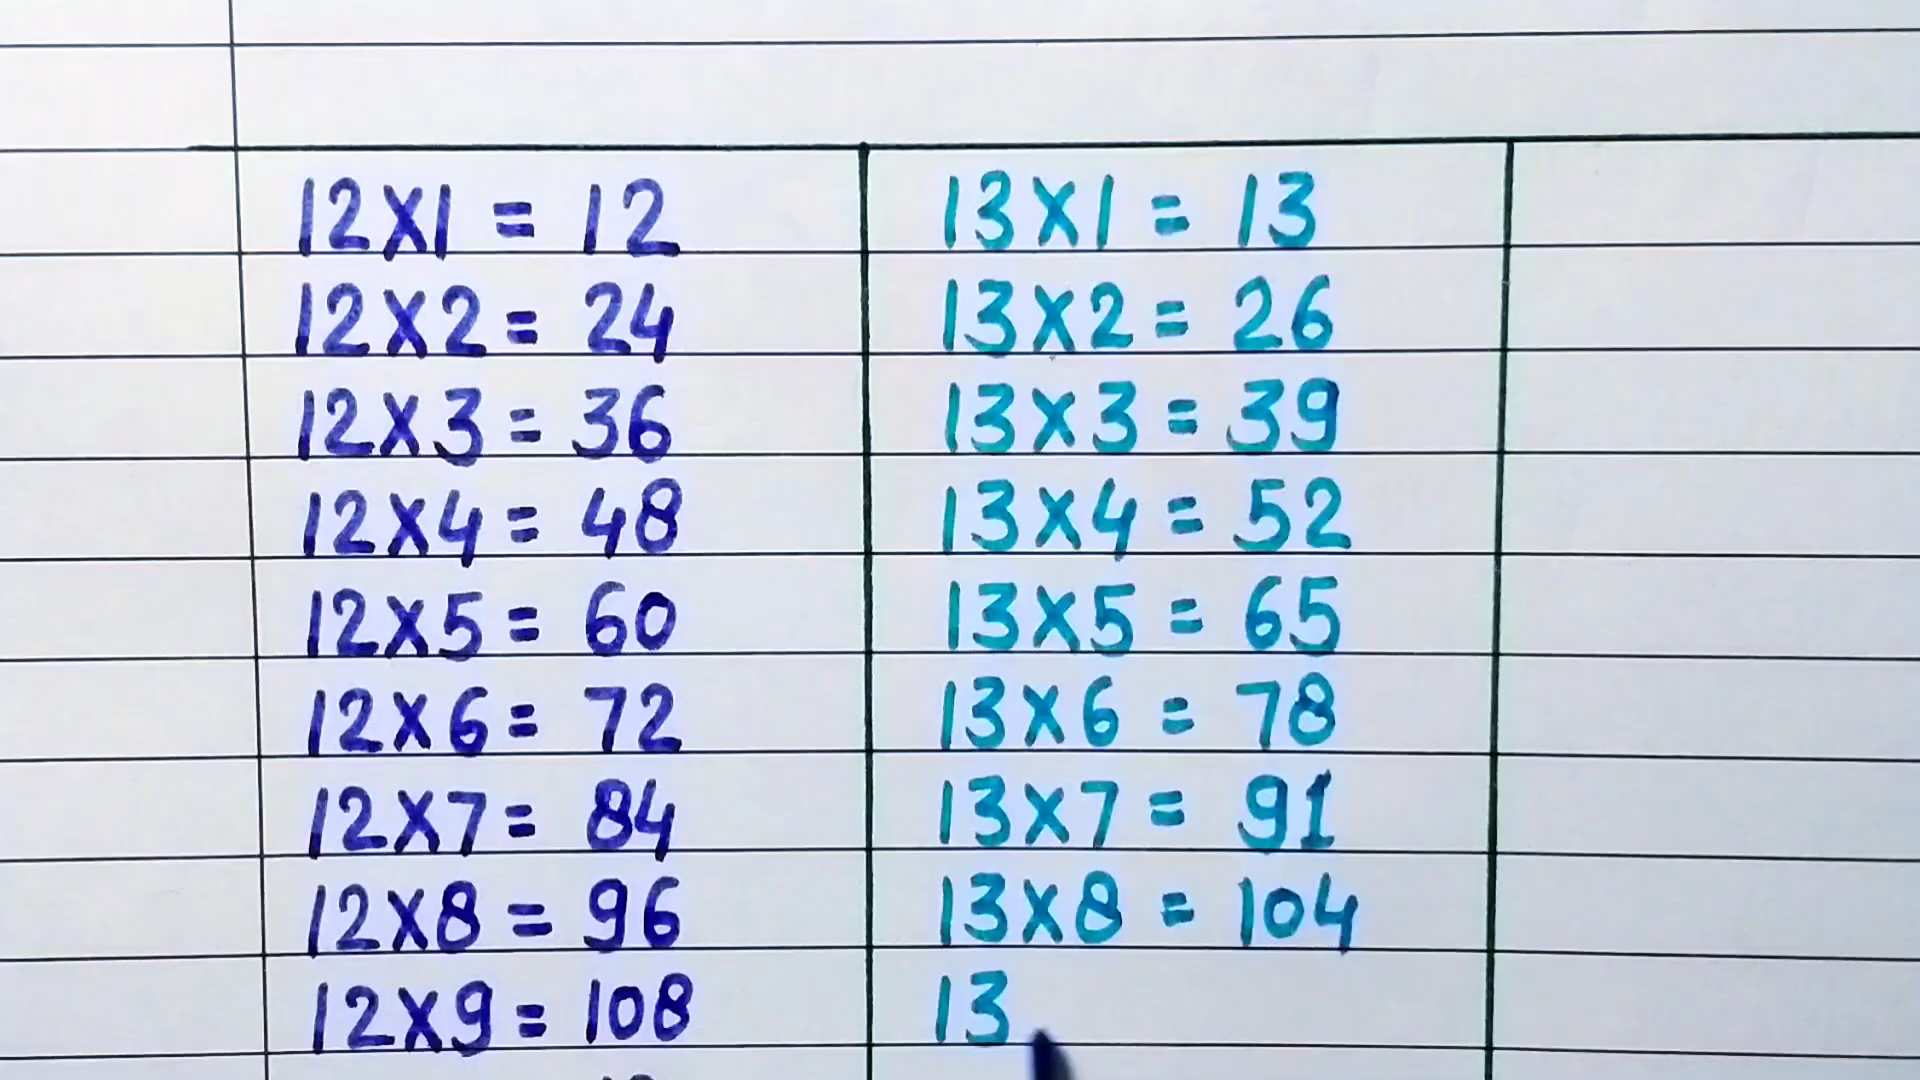 12X1 = 12
12X2 = 24
12X3 = 36
12X4 = 48
12X5 = 60
12X6 = 72
12X7 = 84
12X8 = 96
12X9 = 108
13X1 = 13
13X2 = 26
13X3 = 39
13X4 = 52
13X5 = 65
13X6 = 78
13X7 = 91
13X8 = 104
13